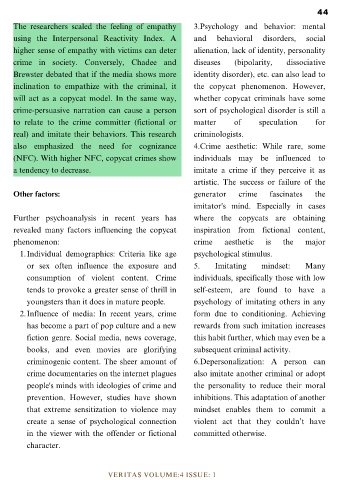 44
The researchers scaled the feeling of empathy
using the Interpersonal Reactivity Index. A
higher sense of empathy with victims can deter
crime in society. Conversely, Chadee and
Brewster debated that if the media shows more
inclination to empathize with the criminal, it
will act as a copycat model. In the same way,
crime-persuasive narration can cause a person
to relate to the crime committer (fictional or
real) and imitate their behaviors. This research
also emphasized the need for cognizance
(NFC). With higher NFC, copycat crimes show
a tendency to decrease.
Other factors:
Further psychoanalysis in recent years has
revealed many factors influencing the copycat
phenomenon:
1. Individual demographics: Criteria like age
or sex often influence the exposure and
consumption of violent content. Crime
tends to provoke a greater sense of thrill in
youngsters than it does in mature people.
2. Influence of media: In recent years, crime
has become a part of pop culture and a new
fiction genre. Social media, news coverage,
books, and even movies are glorifying
criminogenic content. The sheer amount of
crime documentaries on the internet plagues
people's minds with ideologies of crime and
prevention. However, studies have shown
that extreme sensitization to violence may
create a sense of psychological connection
in the viewer with the offender or fictional
character.
3.Psychology and behavior: mental
and behavioral disorders, social
alienation, lack of identity, personality
diseases (bipolarity, dissociative
identity disorder), etc. can also lead to
the copycat phenomenon. However,
whether copycat criminals have some
sort of psychological disorder is still a
matter of speculation for
criminologists.
4.Crime aesthetic: While rare, some
individuals may be influenced to
imitate a crime if they perceive it as
artistic. The success or failure of the
generator crime fascinates the
imitator's mind. Especially in cases
where the copycats are obtaining
inspiration from fictional content,
crime aesthetic is the major
psychological stimulus.
5. Imitating mindset: Many
individuals, specifically those with low
self-esteem, are found to have a
psychology of imitating others in any
form due to conditioning. Achieving
rewards from such imitation increases
this habit further, which may even be a
subsequent criminal activity.
6.Depersonalization: A person can
also imitate another criminal or adopt
the personality to reduce their moral
inhibitions. This adaptation of another
mindset enables them to commit a
violent act that they couldn't have
committed otherwise.
VERITAS VOLUME:4 ISSUE: 1